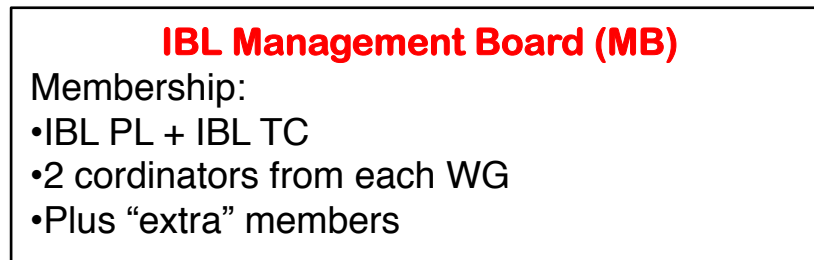 IBL Management Board (MB)
Membership:
•IBL PL + IBL TC
•2 cordinators from each WG
•Plus “extra” members